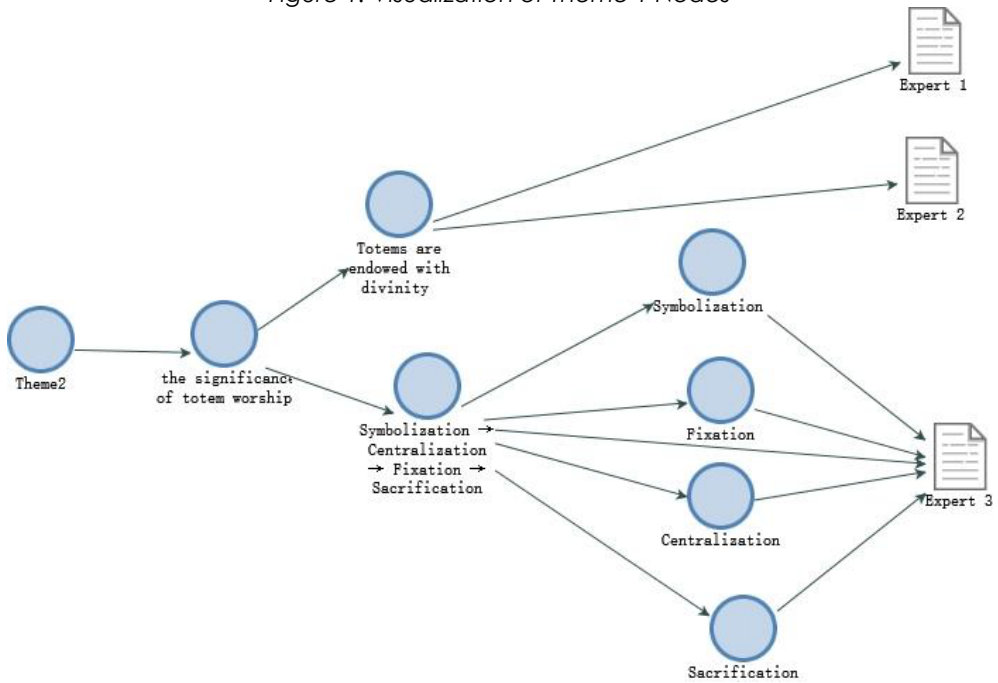 Expert 1
Expert 2
Totems are
endowed with
divinity
Symbolization
Theme2
the significance
of totem worship
Symbolization →
Centralization
→ Fixation →
Sacrification
Fixation
Expert 3
Centralization
Sacrification